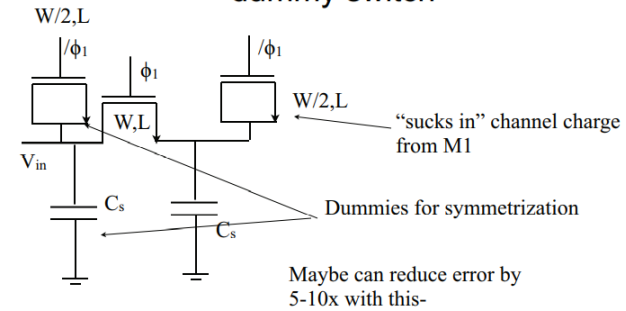 dummy switch
W/2,L
/ϕ1
ϕ1
/ϕ1
W,L
W/2,L
"sucks in" channel charge
from M1
Vin
Cs
Cs
Dummies for symmetrization
Maybe can reduce error by
5-10x with this-